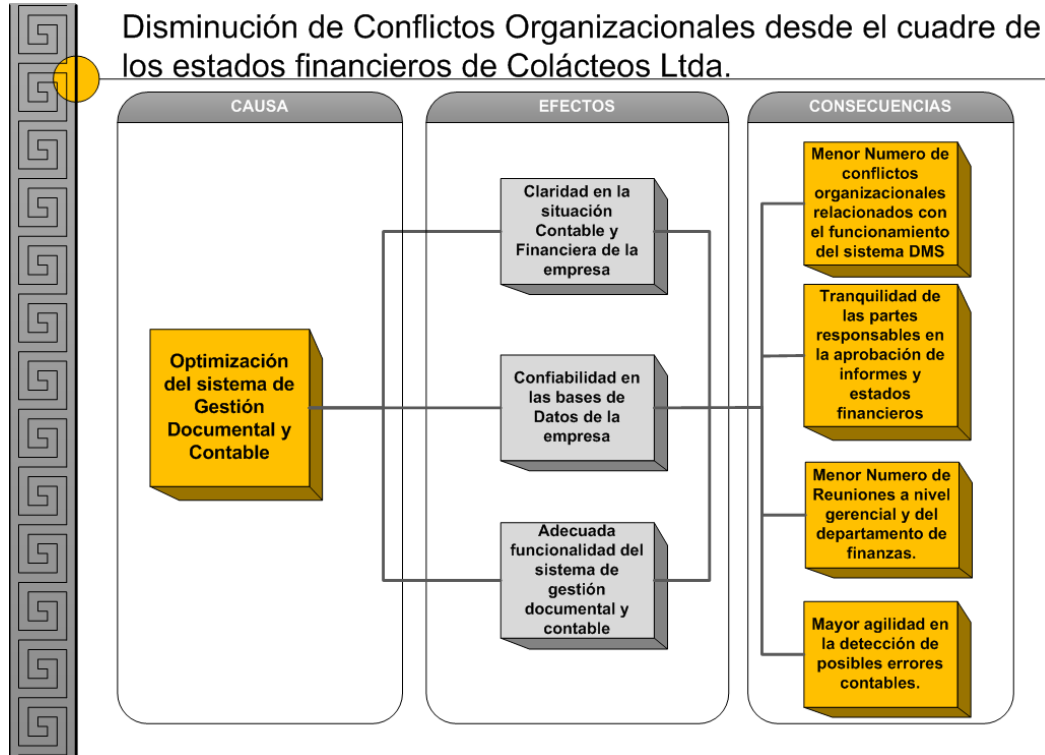 Disminución de Conflictos Organizacionales desde el cuadre de
los estados financieros de Colácteos Ltda.
CAUSA
Optimización
del sistema de
Gestión
Documental y
Contable
EFECTOS
Claridad en la
situación
Contable y
Financiera de la
empresa
Confiabilidad en
las bases de
Datos de la
empresa
Adecuada
funcionalidad del
sistema de
gestión
documental y
contable
CONSECUENCIAS
Menor Numero de
conflictos
organizacionales
relacionados con
el funcionamiento
del sistema DMS
Tranquilidad de
las partes
responsables en
la aprobación de
informes y
estados
financieros
Menor Numero de
Reuniones a nivel
gerencial y del
departamento de
finanzas.
Mayor agilidad en
la detección de
posibles errores
contables.